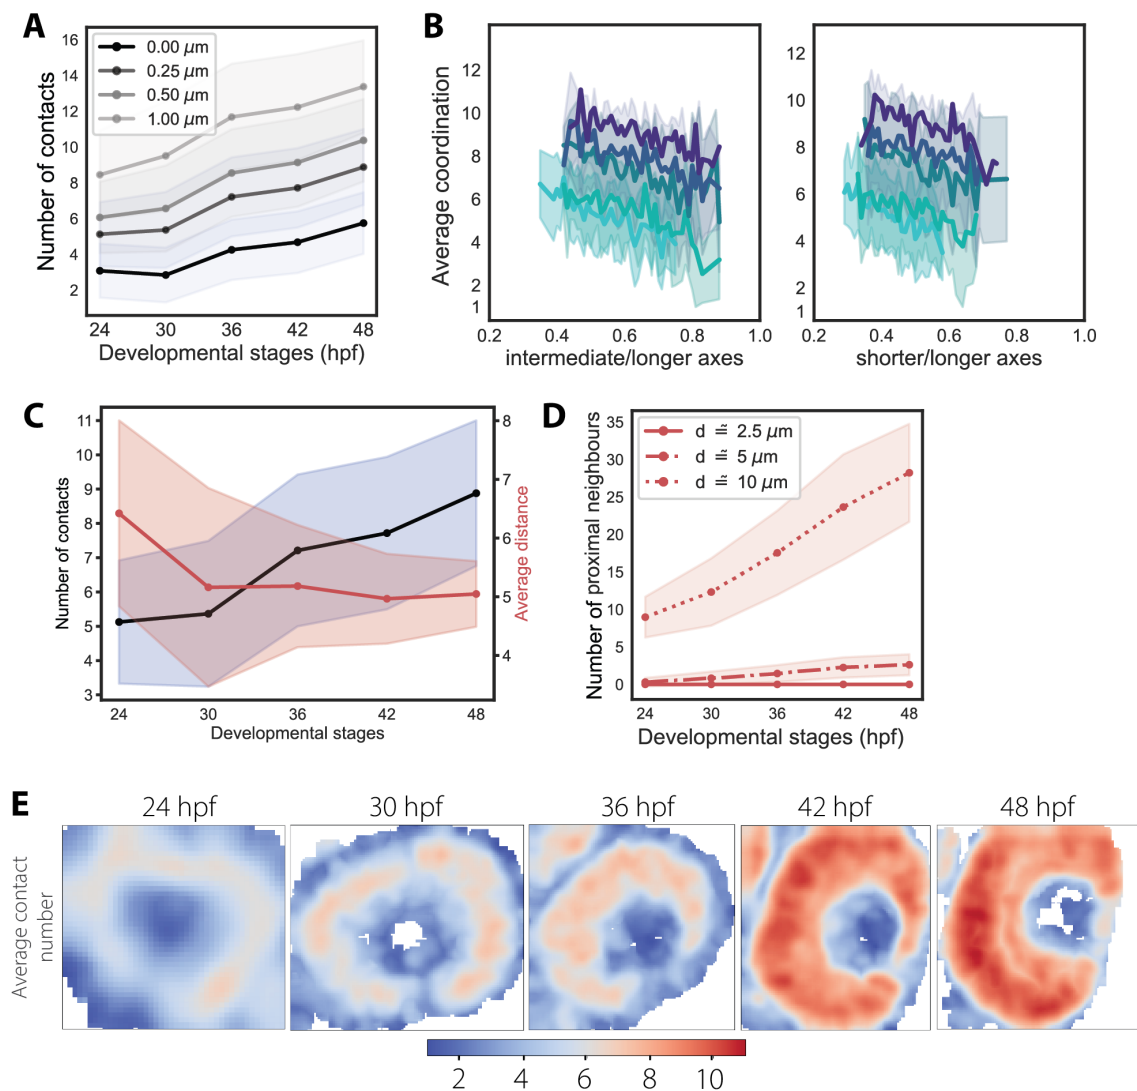 A
Number of contacts
16
14
12
10
8
6
4
2
0.00 μm
0.25 μm
0.50 μm
1.00 μm
24 30 36 42 48
Developmental stages (hpf)
B
Average coordination
12
10
8
6
4
2
1
0.2 0.4 0.6 0.8 1.0
intermediate/longer axes
12
10
8
6
4
2
1
0.2 0.4 0.6 0.8 1.0
shorter/longer axes
C
Number of contacts
11
10
9
8
7
6
5
4
3
8
7
6
5
4
Average distance
24 30 36 42 48
Developmental stages
D
Number of proximal neighbours
35
30
25
20
15
10
5
0
d ≝ 2.5 μm
d ≝ 5 μm
d ≝ 10 μm
24 30 36 42 48
Developmental stages (hpf)
E
24 hpf 30 hpf 36 hpf 42 hpf 48 hpf
Average contact
number
2 4 6 8 10